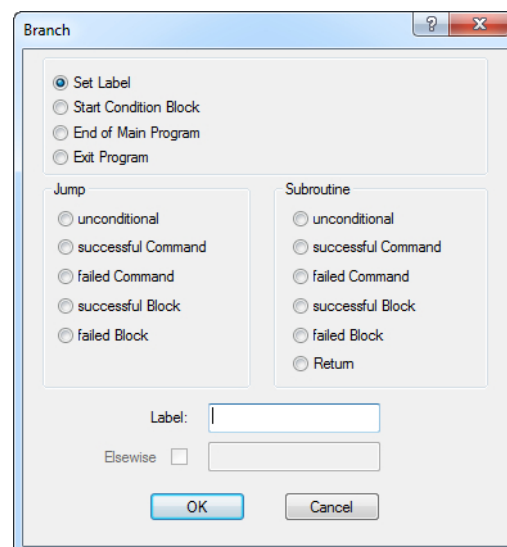 Branch
Set Label
Start Condition Block
End of Main Program
Exit Program
Jump
unconditional
successful Command
failed Command
successful Block
failed Block
Subroutine
unconditional
successful Command
failed Command
successful Block
failed Block
Return
Label:
Elsewise
OK
Cancel